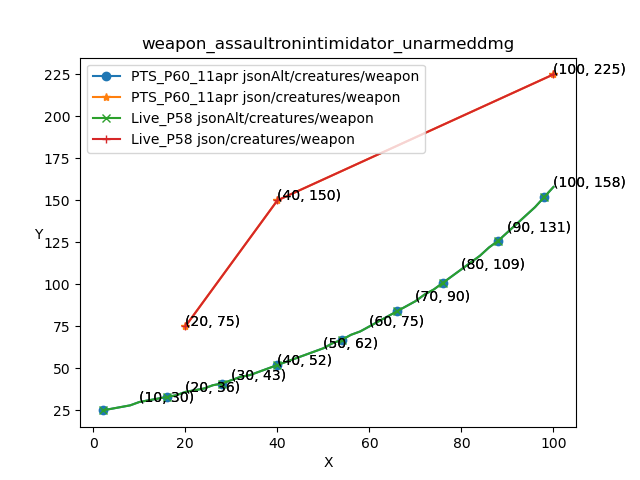 weapon_assaultronintimidator_unarmeddmg
PTS_P60_11apr jsonAlt/creatures/weapon
PTS_P60_11apr json/creatures/weapon
Live_P58 jsonAlt/creatures/weapon
Live_P58 json/creatures/weapon
(100, 225)
(40, 150)
(100, 158)
(90, 131)
(80, 109)
(70, 90)
(20, 75)
(60, 75)
(50, 62)
(40, 52)
(30, 43)
(20, 36)
(10, 30)
Y
225
200
175
150
125
100
75
50
25
0 20 40 60 80 100
X